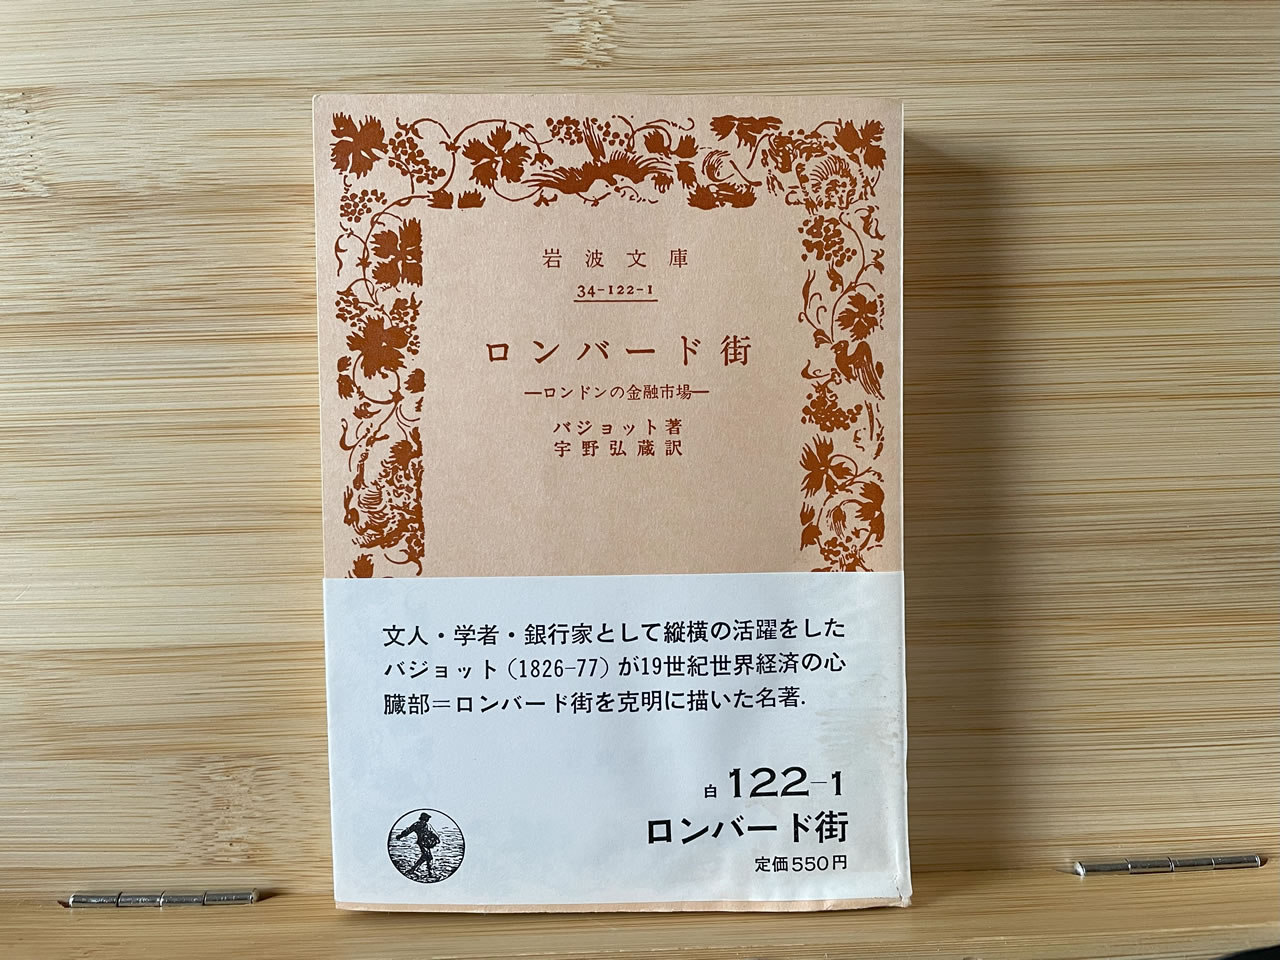 岩波文庫
34-122-1
ロンバード街
―ロンドンの金融市場―
バジョット著
宇野弘蔵訳
文人・学者・銀行家として縦横の活躍をした
バジョット(1826-77)が19世紀世界経済の心
臓部=ロンバード街を克明に描いた名著.
白 122-1
ロンバード街
定価550円